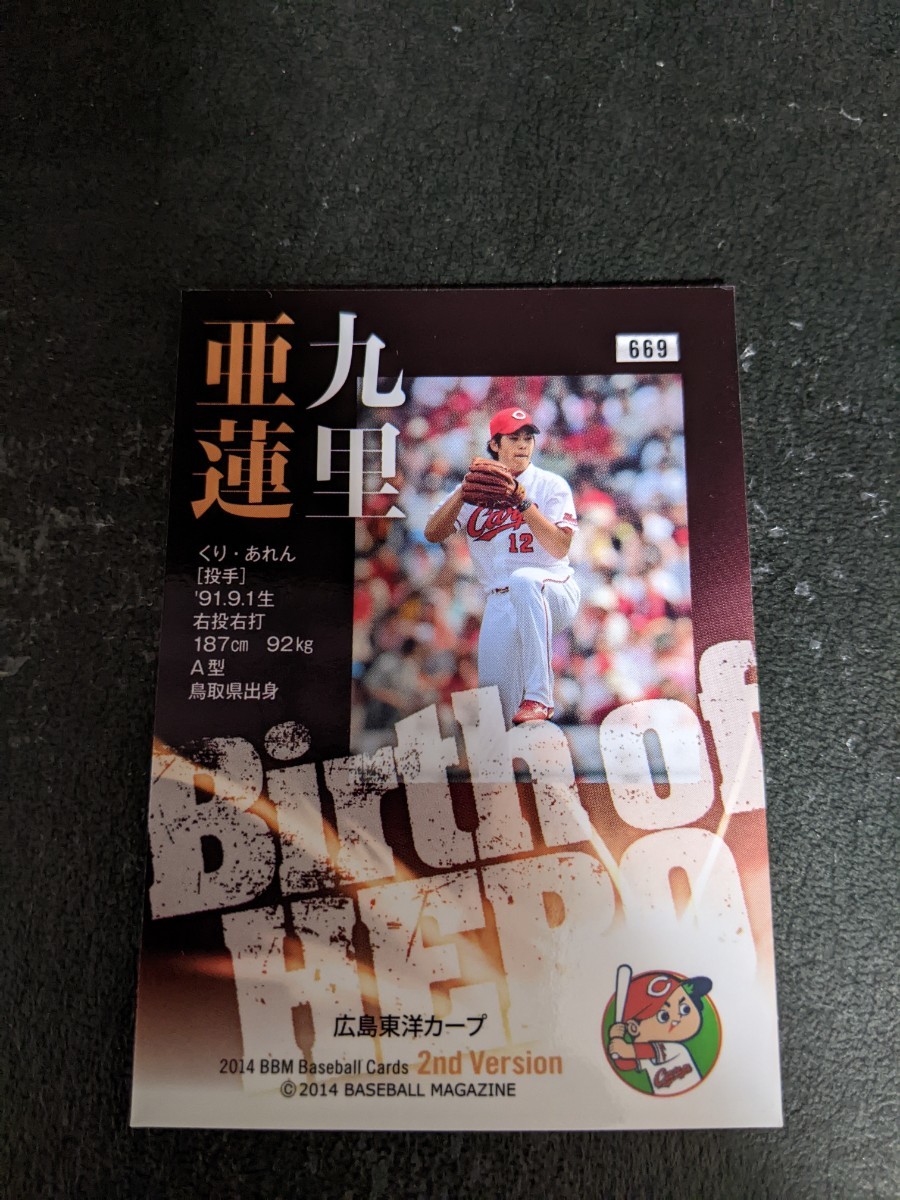 669
九里
亜蓮
くり・あれん
[投手]
'91.9.1生
右投右打
187㎝ 92㎏
A型
鳥取県出身
C
Carp
12
Birth of
HERO
広島東洋カープ
2014 BBM Baseball Cards 2nd Version
©2014 BASEBALL MAGAZINE
C
Carp